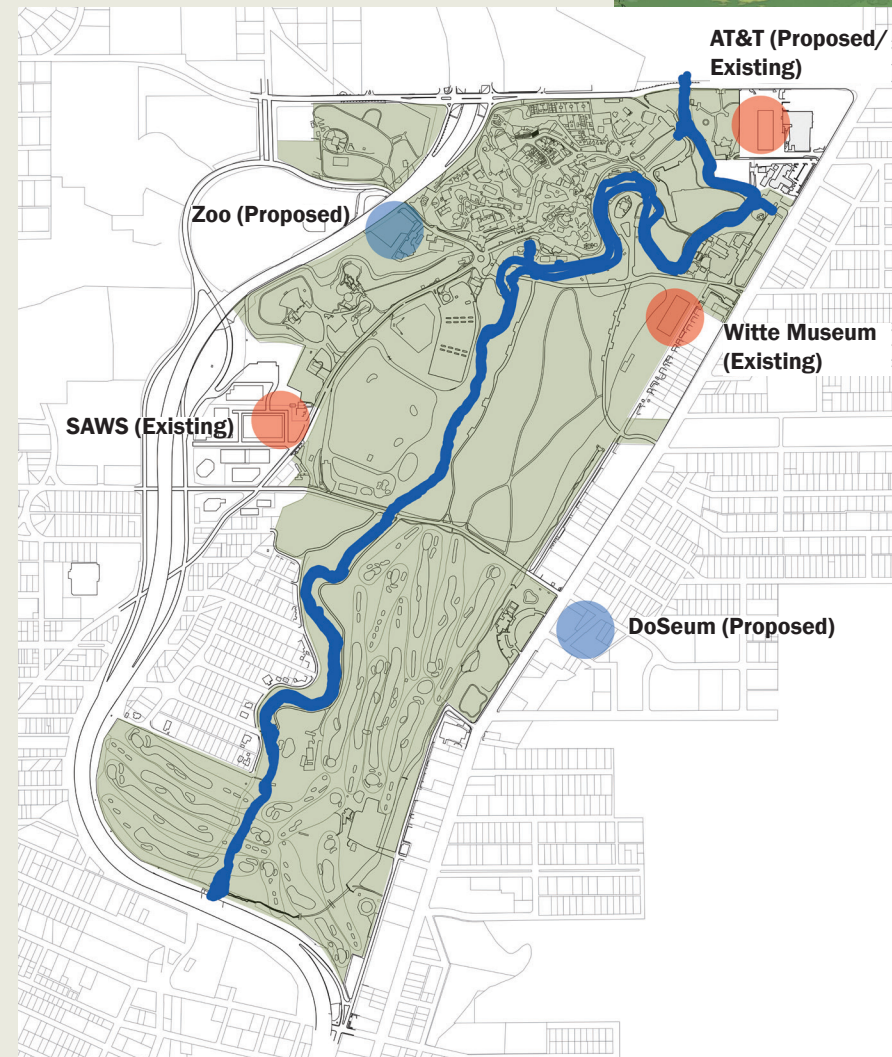 AT&T (Proposed/
Existing)
Zoo (Proposed)
Witte Museum
(Existing)
SAWS (Existing)
DoSeum (Proposed)